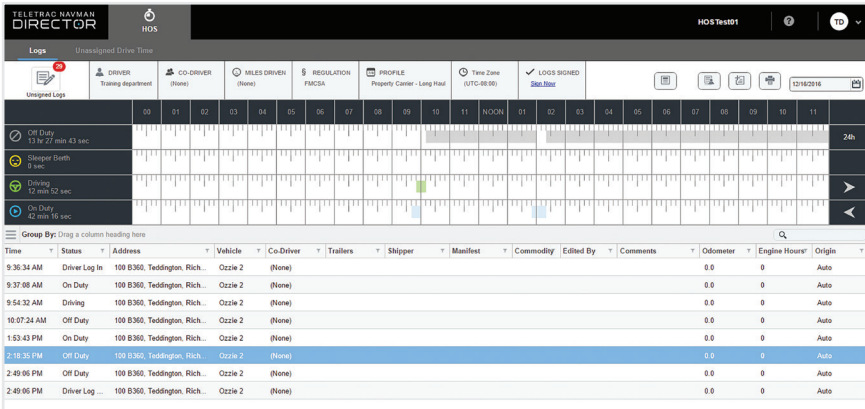 TELETRAC NAVMAN
DIRECTOR
HOS
HOSTest01
?
TD
Logs
Unassigned Drive Time
29
Unsigned Logs
DRIVER
Training department
CO-DRIVER
(None)
MILES DRIVEN
(None)
§ REGULATION
FMCSA
PROFILE
Property Carrier - Long Haul
Time Zone
(UTC-08:00)
LOGS SIGNED
Sign Now
12/16/2016
00 01 02 03 04 05 06 07 08 09 10 11 NOON 01 02 03 04 05 06 07 08 09 10 11
Off Duty
13 hr 27 min 43 sec
24h
Sleeper Berth
0 sec
Driving
12 min 52 sec
On Duty
42 min 16 sec
Group By: Drag a column heading here
Time Status Address Vehicle Co-Driver Trailers Shipper Manifest Commodity Edited By Comments Odometer Engine Hours Origin
9:36:34 AM Driver Log In 100 B360, Teddington, Rich... Ozzie 2 (None) 0.0 0 Auto
9:37:08 AM On Duty 100 B360, Teddington, Rich... Ozzie 2 (None) 0.0 0 Auto
9:54:32 AM Driving 100 B360, Teddington, Rich... Ozzie 2 (None) 0.0 0 Auto
10:07:24 AM Off Duty 100 B360, Teddington, Rich... Ozzie 2 (None) 0.0 0 Auto
1:53:43 PM On Duty 100 B360, Teddington, Rich... Ozzie 2 (None) 0.0 0 Auto
2:18:35 PM Off Duty 100 B360, Teddington, Rich... Ozzie 2 (None) 0.0 0 Auto
2:49:06 PM Off Duty 100 B360, Teddington, Rich... Ozzie 2 (None) 0.0 0 Auto
2:49:06 PM Driver Log ... 100 B360, Teddington, Rich... Ozzie 2 (None) 0.0 0 Auto